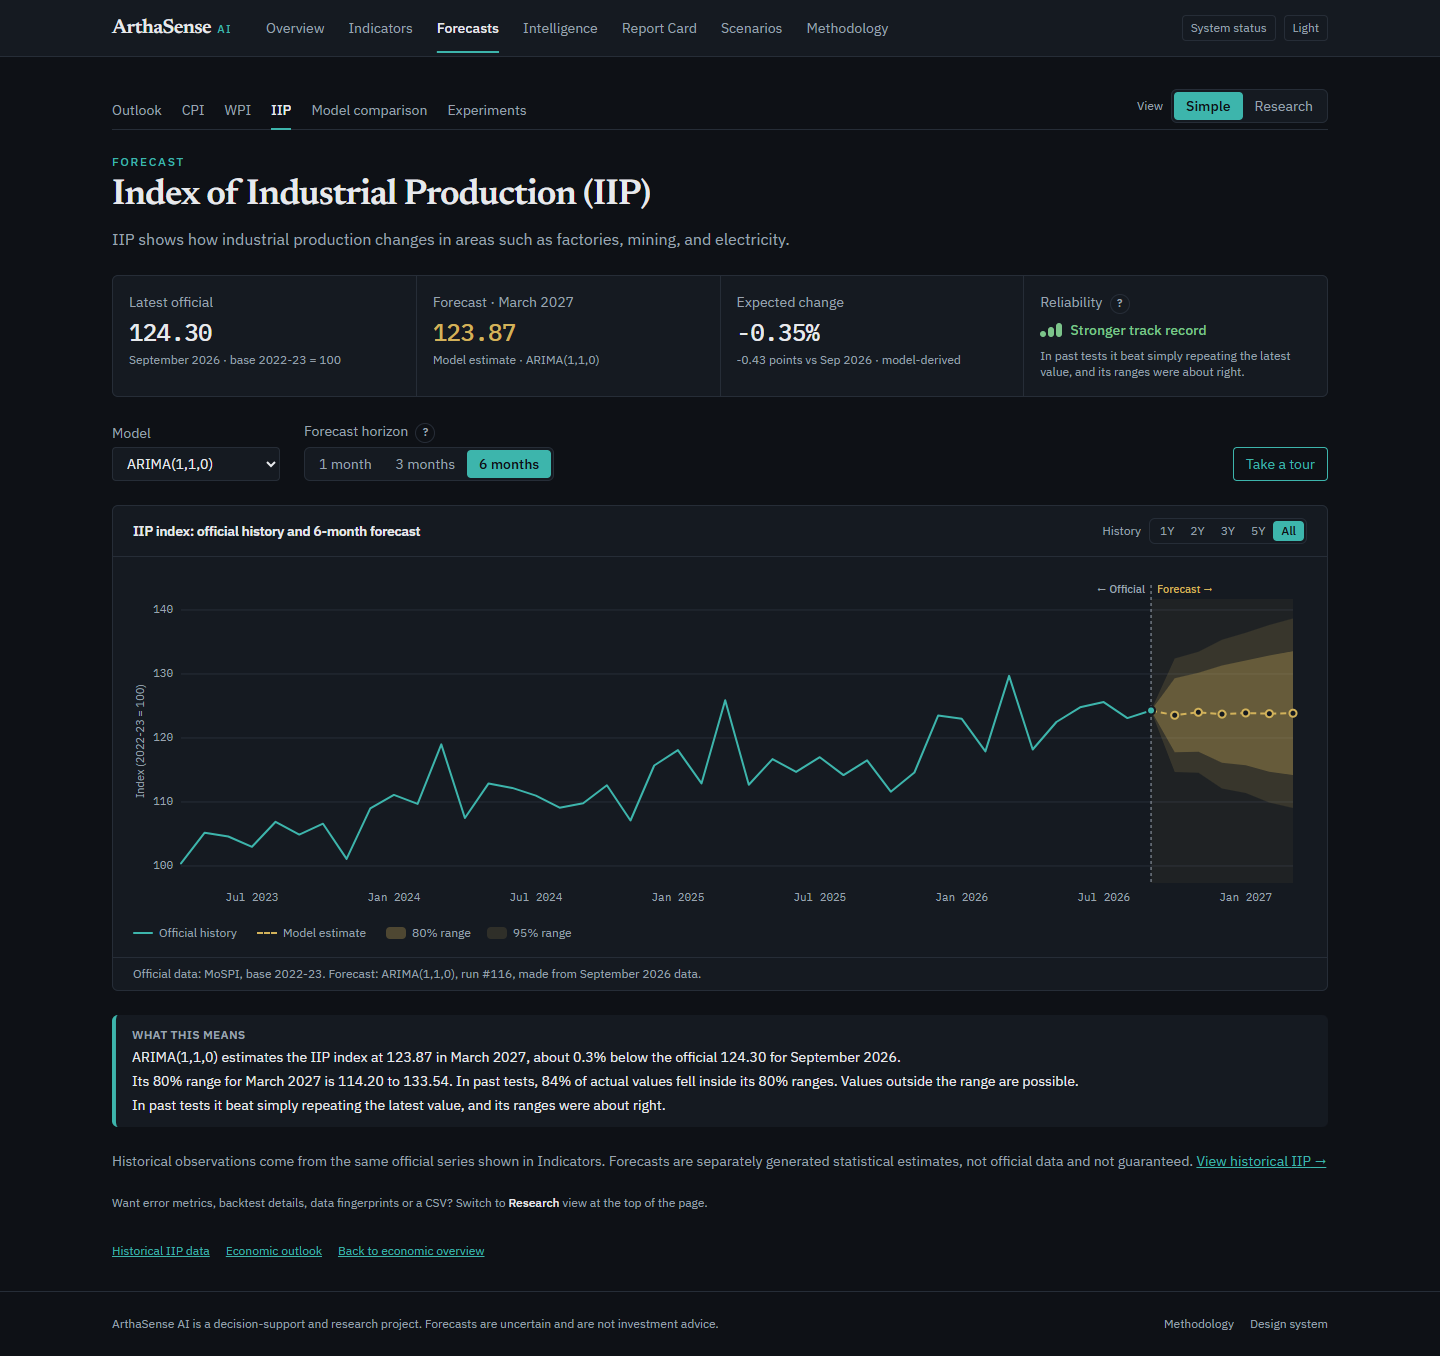 ArthaSense AI
Overview
Indicators
Forecasts
Intelligence
Report Card
Scenarios
Methodology
System status
Light
Outlook
CPI
WPI
IIP
Model comparison
Experiments
View
Simple
Research
FORECAST
Index of Industrial Production (IIP)
IIP shows how industrial production changes in areas such as factories, mining, and electricity.
Latest official
124.30
September 2026 · base 2022-23 = 100
Forecast · March 2027
123.87
Model estimate · ARIMA(1,1,0)
Expected change
-0.35%
-0.43 points vs Sep 2026 · model-derived
Reliability ?
Stronger track record
In past tests it beat simply repeating the latest
value, and its ranges were about right.
Model
ARIMA(1,1,0)
Forecast horizon ?
1 month
3 months
6 months
Take a tour
IIP index: official history and 6-month forecast
History
1Y
2Y
3Y
5Y
All
← Official
Forecast →
140
130
120
110
100
Index (2022-23 = 100)
Jul 2023
Jan 2024
Jul 2024
Jan 2025
Jul 2025
Jan 2026
Jul 2026
Jan 2027
Official history
Model estimate
80% range
95% range
Official data: MoSPI, base 2022-23. Forecast: ARIMA(1,1,0), run #116, made from September 2026 data.
WHAT THIS MEANS
ARIMA(1,1,0) estimates the IIP index at 123.87 in March 2027, about 0.3% below the official 124.30 for September 2026.
Its 80% range for March 2027 is 114.20 to 133.54. In past tests, 84% of actual values fell inside its 80% ranges. Values outside the range are possible.
In past tests it beat simply repeating the latest value, and its ranges were about right.
Historical observations come from the same official series shown in Indicators. Forecasts are separately generated statistical estimates, not official data and not guaranteed. View historical IIP →
Want error metrics, backtest details, data fingerprints or a CSV? Switch to Research view at the top of the page.
Historical IIP data
Economic outlook
Back to economic overview
ArthaSense AI is a decision-support and research project. Forecasts are uncertain and are not investment advice.
Methodology
Design system